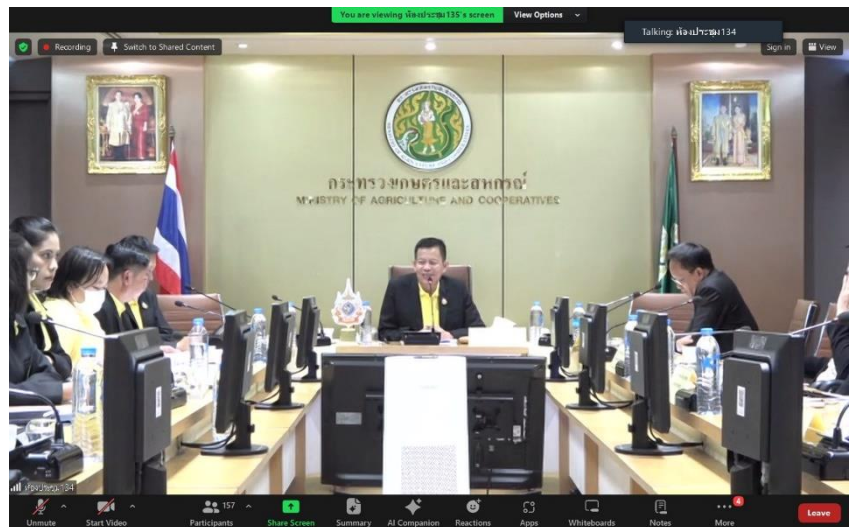 You are viewing ห้องประชุม135's screen
View Options
Talking: ห้องประชุม134
Recording
Switch to Shared Content
Sign in
View
กระทรวงเกษตรและสหกรณ์
MINISTRY OF AGRICULTURE AND COOPERATIVES
ห้องประชุม 134
Unmute
Start Video
157
Participants
Share Screen
Summary
AI Companion
Reactions
Apps
Whiteboards
Notes
4
More
Leave